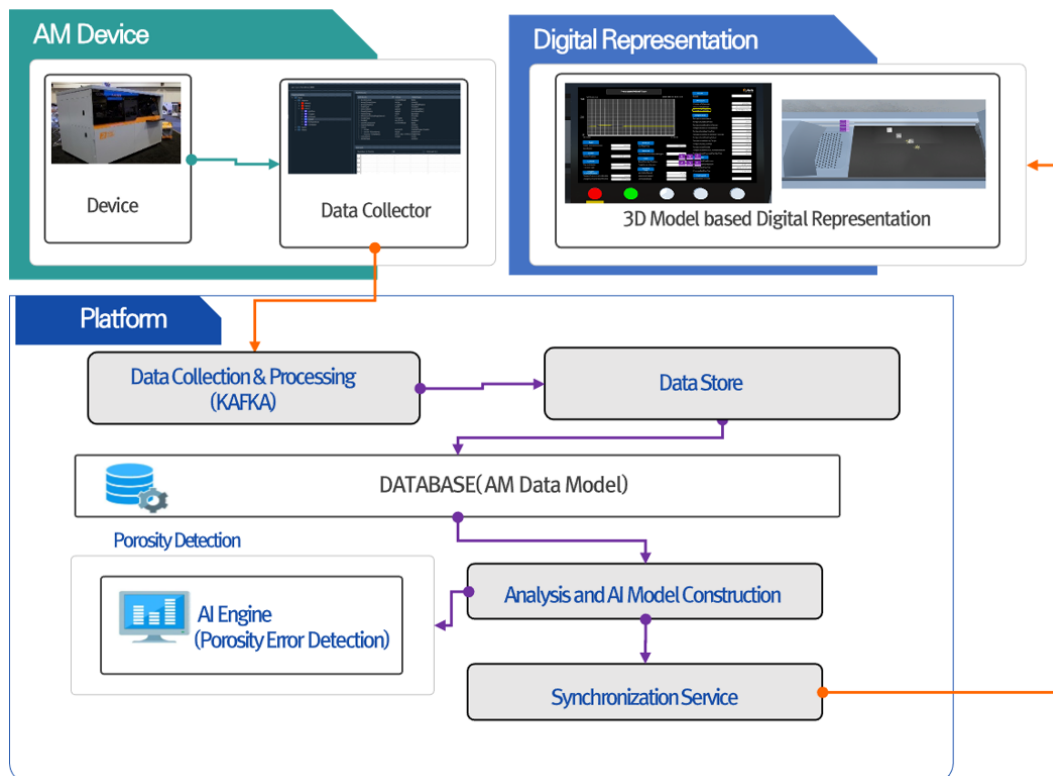 AM Device
Digital Representation
Device
Data Collector
3D Model based Digital Representation
Platform
Data Collection & Processing
(KAFKA)
Data Store
DATABASE(AM Data Model)
Porosity Detection
AI Engine
(Porosity Error Detection)
Analysis and AI Model Construction
Synchronization Service